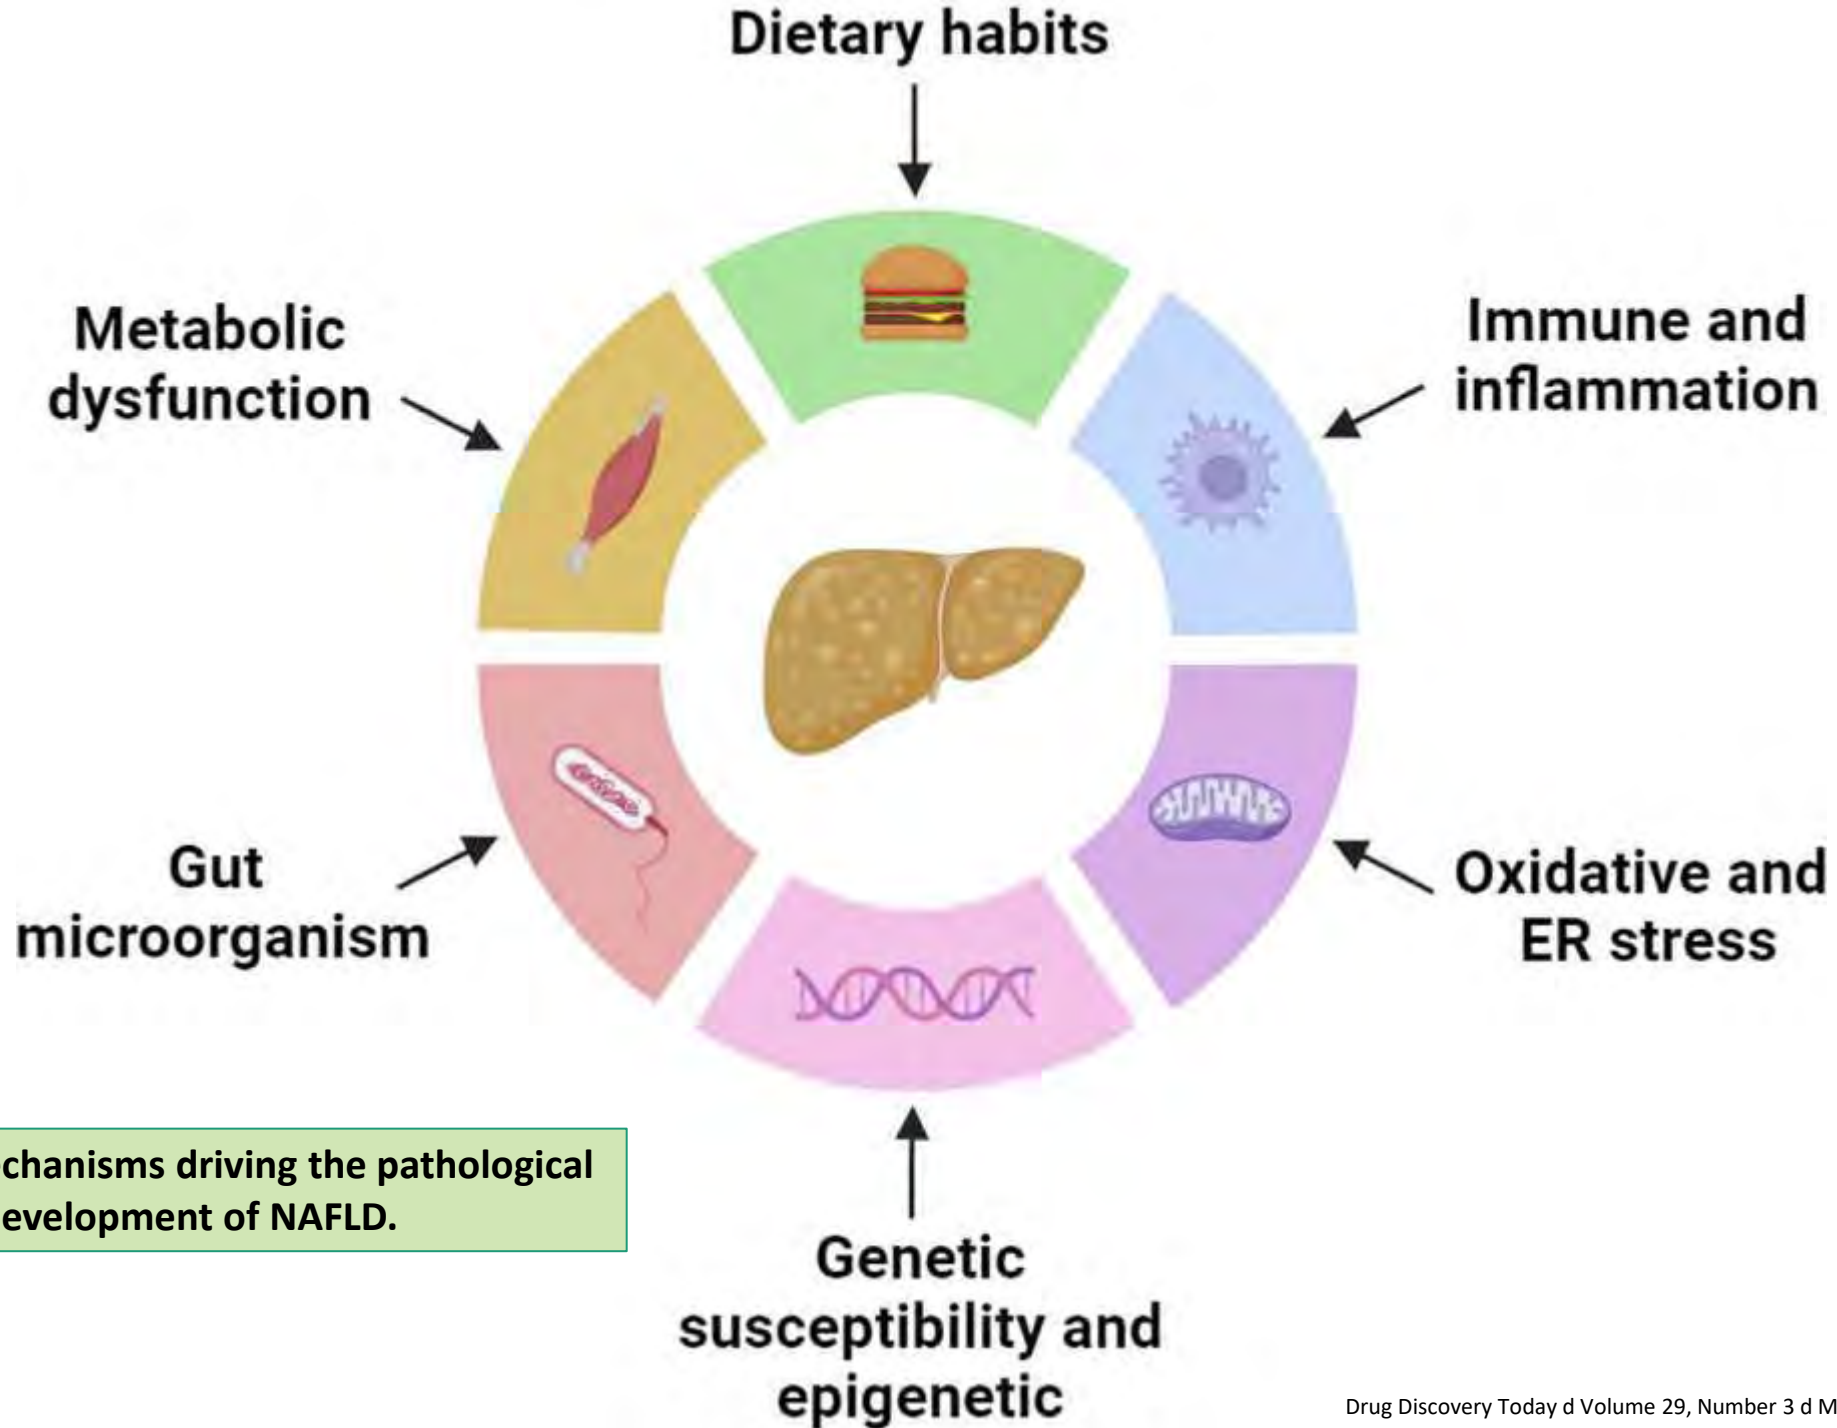 Dietary habits
Metabolic
dysfunction
Immune and
inflammation
Gut
microorganism
Oxidative and
ER stress
chanisms driving the pathological
evelopment of NAFLD.
Genetic
susceptibility and
epigenetic
Drug Discovery Today d Volume 29, Number 3 d M